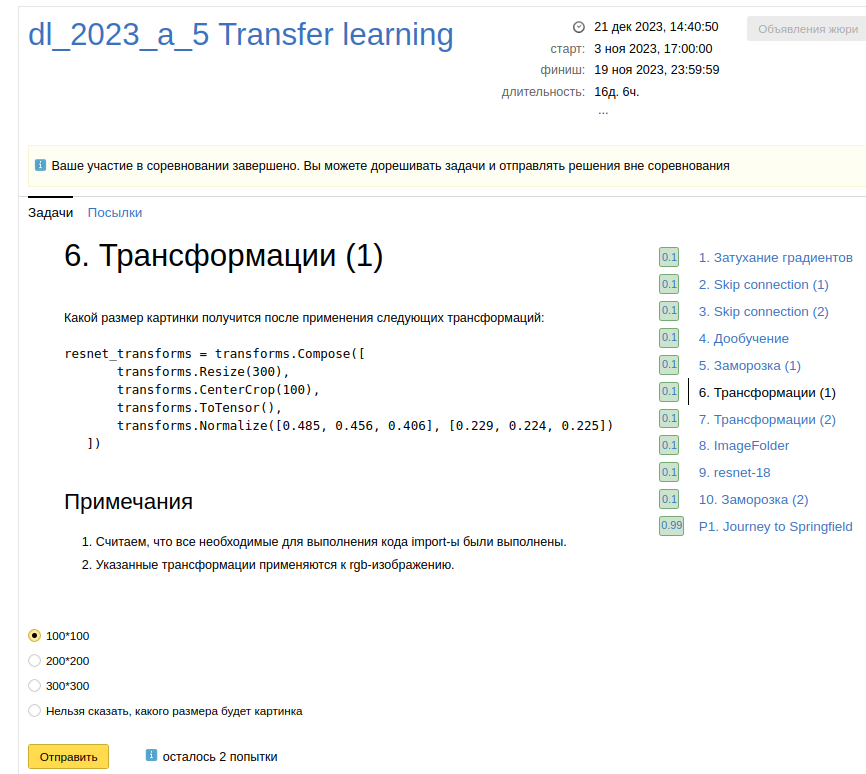 dl_2023_a_5 Transfer learning
21 дек 2023, 14:40:50
Объявления жюри
старт: 3 ноя 2023, 17:00:00
финиш: 19 ноя 2023, 23:59:59
длительность: 16д. 6ч.
...
Ваше участие в соревновании завершено. Вы можете дорешивать задачи и отправлять решения вне соревнования
Задачи Посылки
6. Трансформации (1)
Какой размер картинки получится после применения следующих трансформаций:
resnet_transforms = transforms.Compose([
transforms.Resize(300),
transforms.CenterCrop(100),
transforms.ToTensor(),
transforms.Normalize([0.485, 0.456, 0.406], [0.229, 0.224, 0.225])
])
Примечания
1. Считаем, что все необходимые для выполнения кода import-ы были выполнены.
2. Указанные трансформации применяются к rgb-изображению.
100*100
200*200
300*300
Нельзя сказать, какого размера будет картинка
Отправить осталось 2 попытки
0.1 1. Затухание градиентов
0.1 2. Skip connection (1)
0.1 3. Skip connection (2)
0.1 4. Дообучение
0.1 5. Заморозка (1)
0.1 6. Трансформации (1)
0.1 7. Трансформации (2)
0.1 8. ImageFolder
0.1 9. resnet-18
0.1 10. Заморозка (2)
0.99 P1. Journey to Springfield